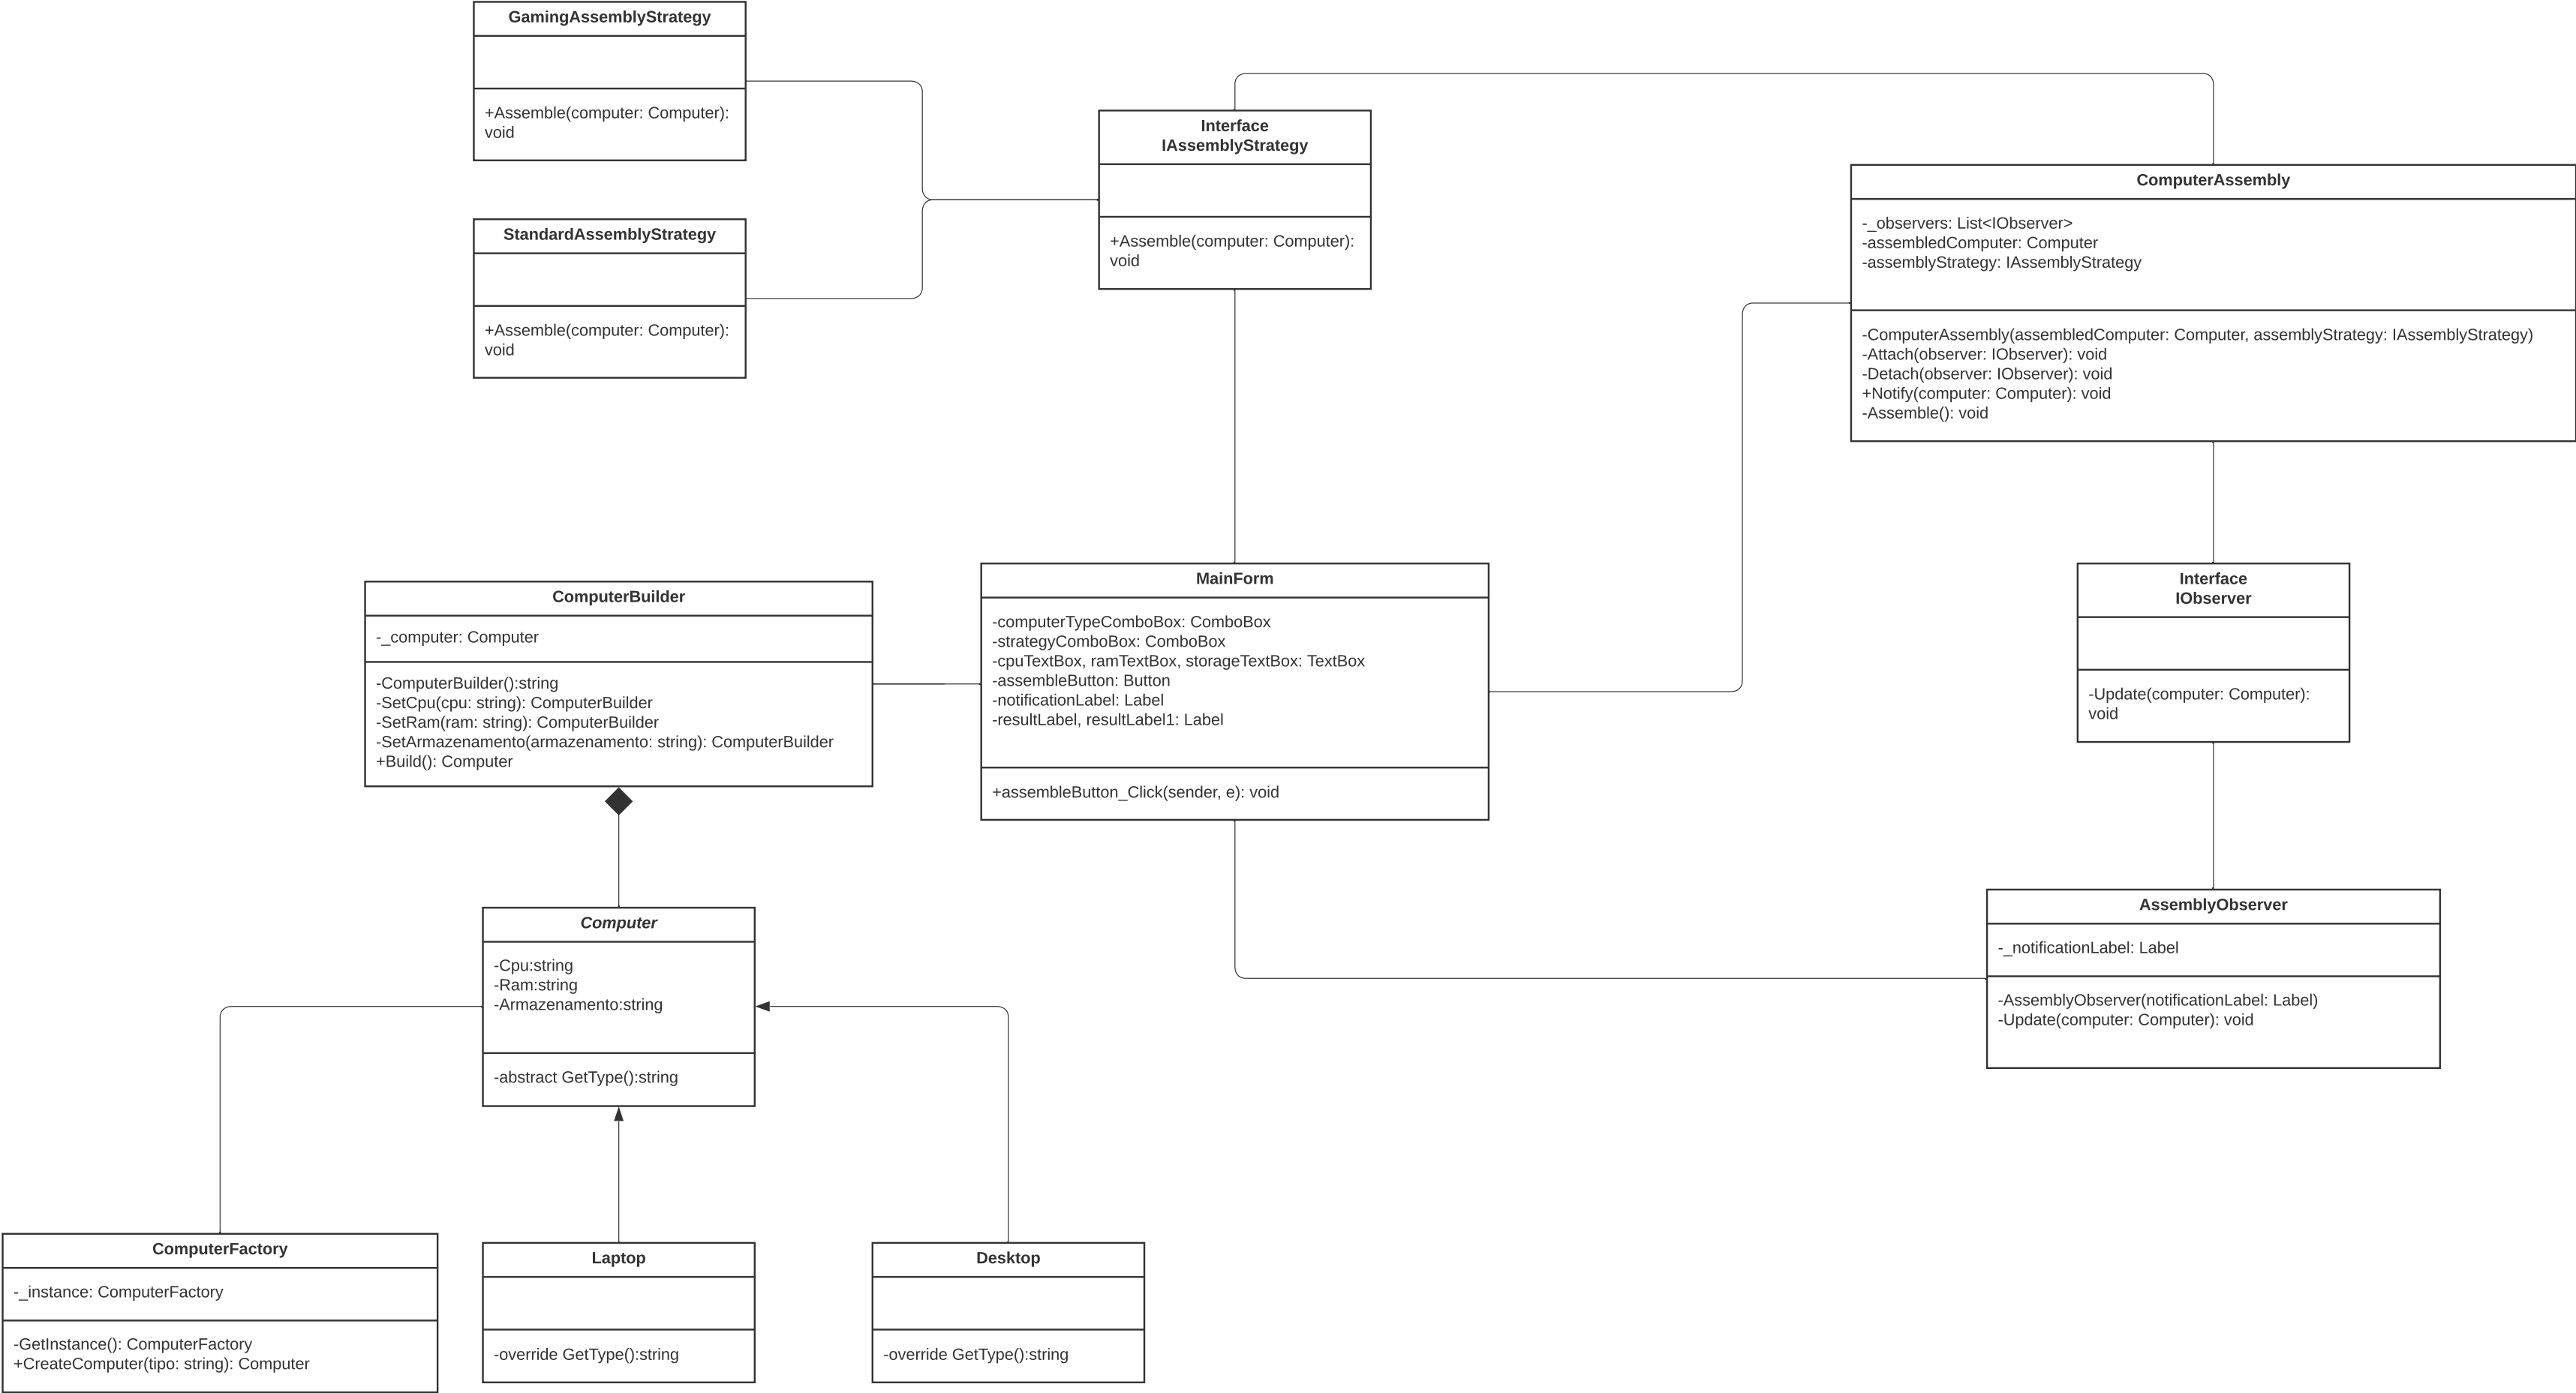 GamingAssemblyStrategy
+Assemble(computer: Computer):
void
StandardAssemblyStrategy
+Assemble(computer: Computer):
void
Interface
IAssemblyStrategy
+Assemble(computer: Computer):
void
ComputerAssembly
-_observers: List<IObserver>
-assembledComputer: Computer
-assemblyStrategy: IAssemblyStrategy
-ComputerAssembly(assembledComputer: Computer, assemblyStrategy: IAssemblyStrategy)
-Attach(observer: IObserver): void
-Detach(observer: IObserver): void
+Notify(computer: Computer): void
-Assemble(): void
ComputerBuilder
-_computer: Computer
-ComputerBuilder():string
-SetCpu(cpu: string): ComputerBuilder
-SetRam(ram: string): ComputerBuilder
-SetArmazenamento(armazenamento: string): ComputerBuilder
+Build(): Computer
MainForm
-computerTypeComboBox: ComboBox
-strategyComboBox: ComboBox
-cpuTextBox, ramTextBox, storageTextBox: TextBox
-assembleButton: Button
-notificationLabel: Label
-resultLabel, resultLabel1: Label
+assembleButton_Click(sender, e): void
Interface
IObserver
-Update(computer: Computer):
void
Computer
-Cpu:string
-Ram:string
-Armazenamento:string
-abstract GetType():string
AssemblyObserver
-_notificationLabel: Label
-AssemblyObserver(notificationLabel: Label)
-Update(computer: Computer): void
ComputerFactory
-_instance: ComputerFactory
-GetInstance(): ComputerFactory
+CreateComputer(tipo: string): Computer
Laptop
-override GetType():string
Desktop
-override GetType():string